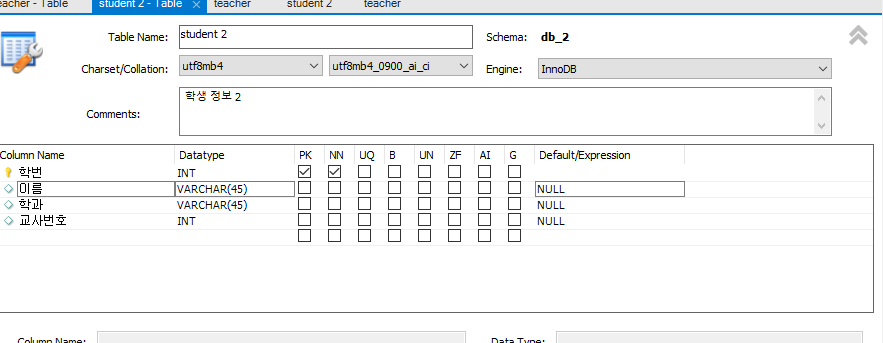 eacher - Table student 2 - Table × teacher student 2 teacher
Table Name: student 2 Schema: db_2
Charset/Collation: utf8mb4 utf8mb4_0900_ai_ci Engine: InnoDB
Comments: 학생 정보 2
Column Name Datatype PK NN UQ B UN ZF AI G Default/Expression
학번 INT
이름 VARCHAR(45) NULL
학과 VARCHAR(45) NULL
교사번호 INT NULL
Column Name: Data Type: